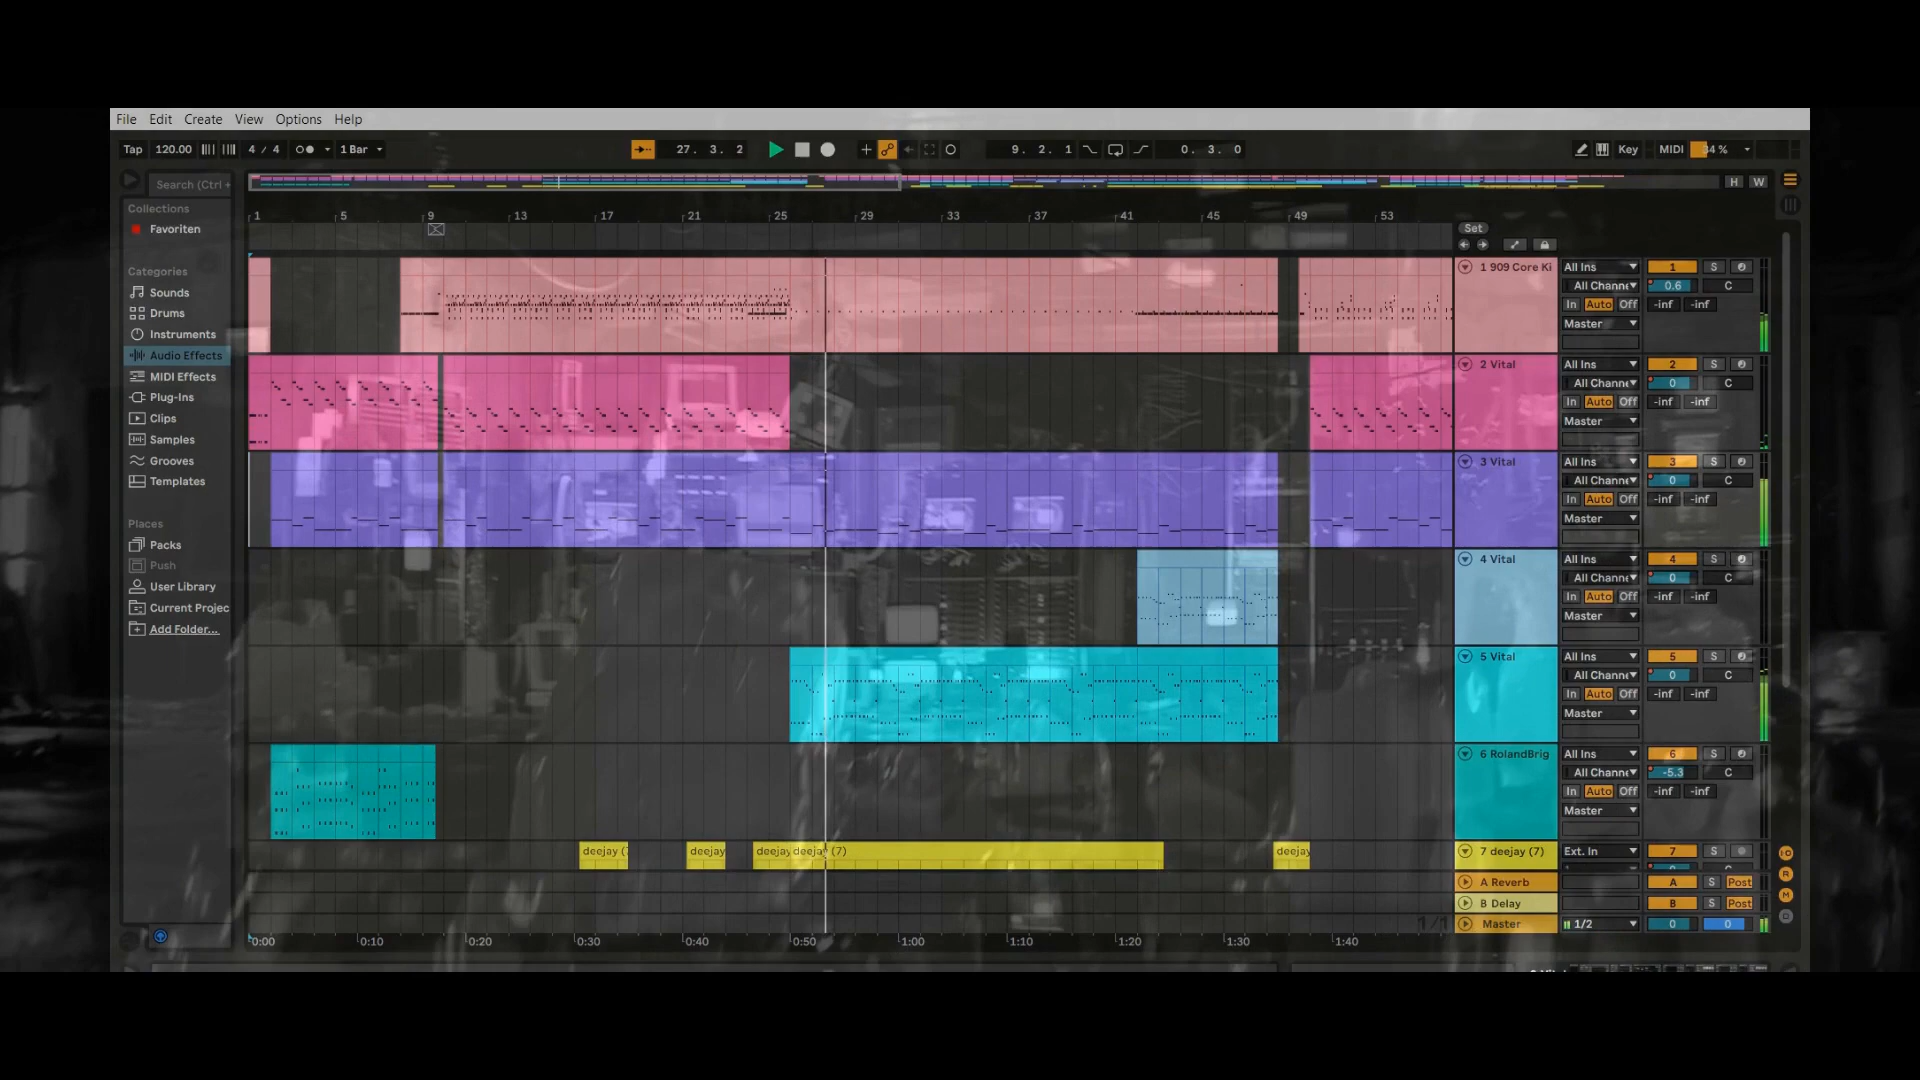 File Edit Create View Options Help
Tap 120.00 4 / 4 1 Bar 27. 3. 2 9. 2. 1 0. 3. 0 Key MIDI 34 %
Search (Ctrl + H W
Collections
Favoriten
Categories
Sounds
Drums
Instruments
Audio Effects
MIDI Effects
Plug-Ins
Clips
Samples
Grooves
Templates
Places
Packs
Push
User Library
Current Projec
Add Folder...
1 5 9 13 17 21 25 29 33 37 41 45 49 53
Set
1 909 Core Ki All Ins 1 S
All Channe 0.6 C
In Auto Off -inf -inf
Master
2 Vital All Ins 2 S
All Channe 0 C
In Auto Off -inf -inf
Master
3 Vital All Ins 3 S
All Channe 0 C
In Auto Off -inf -inf
Master
4 Vital All Ins 4 S
All Channe 0 C
In Auto Off -inf -inf
Master
5 Vital All Ins 5 S
All Channe 0 C
In Auto Off -inf -inf
Master
6 RolandBrig All Ins 6 S
All Channe -5.3 C
In Auto Off -inf -inf
Master
deejay (7 deejay deejay deejay (7) deejay 7 deejay (7) Ext. In 7 S
A Reverb A S Post
B Delay B S Post
1/1 Master 1/2 0 0
0:00 0:10 0:20 0:30 0:40 0:50 1:00 1:10 1:20 1:30 1:40